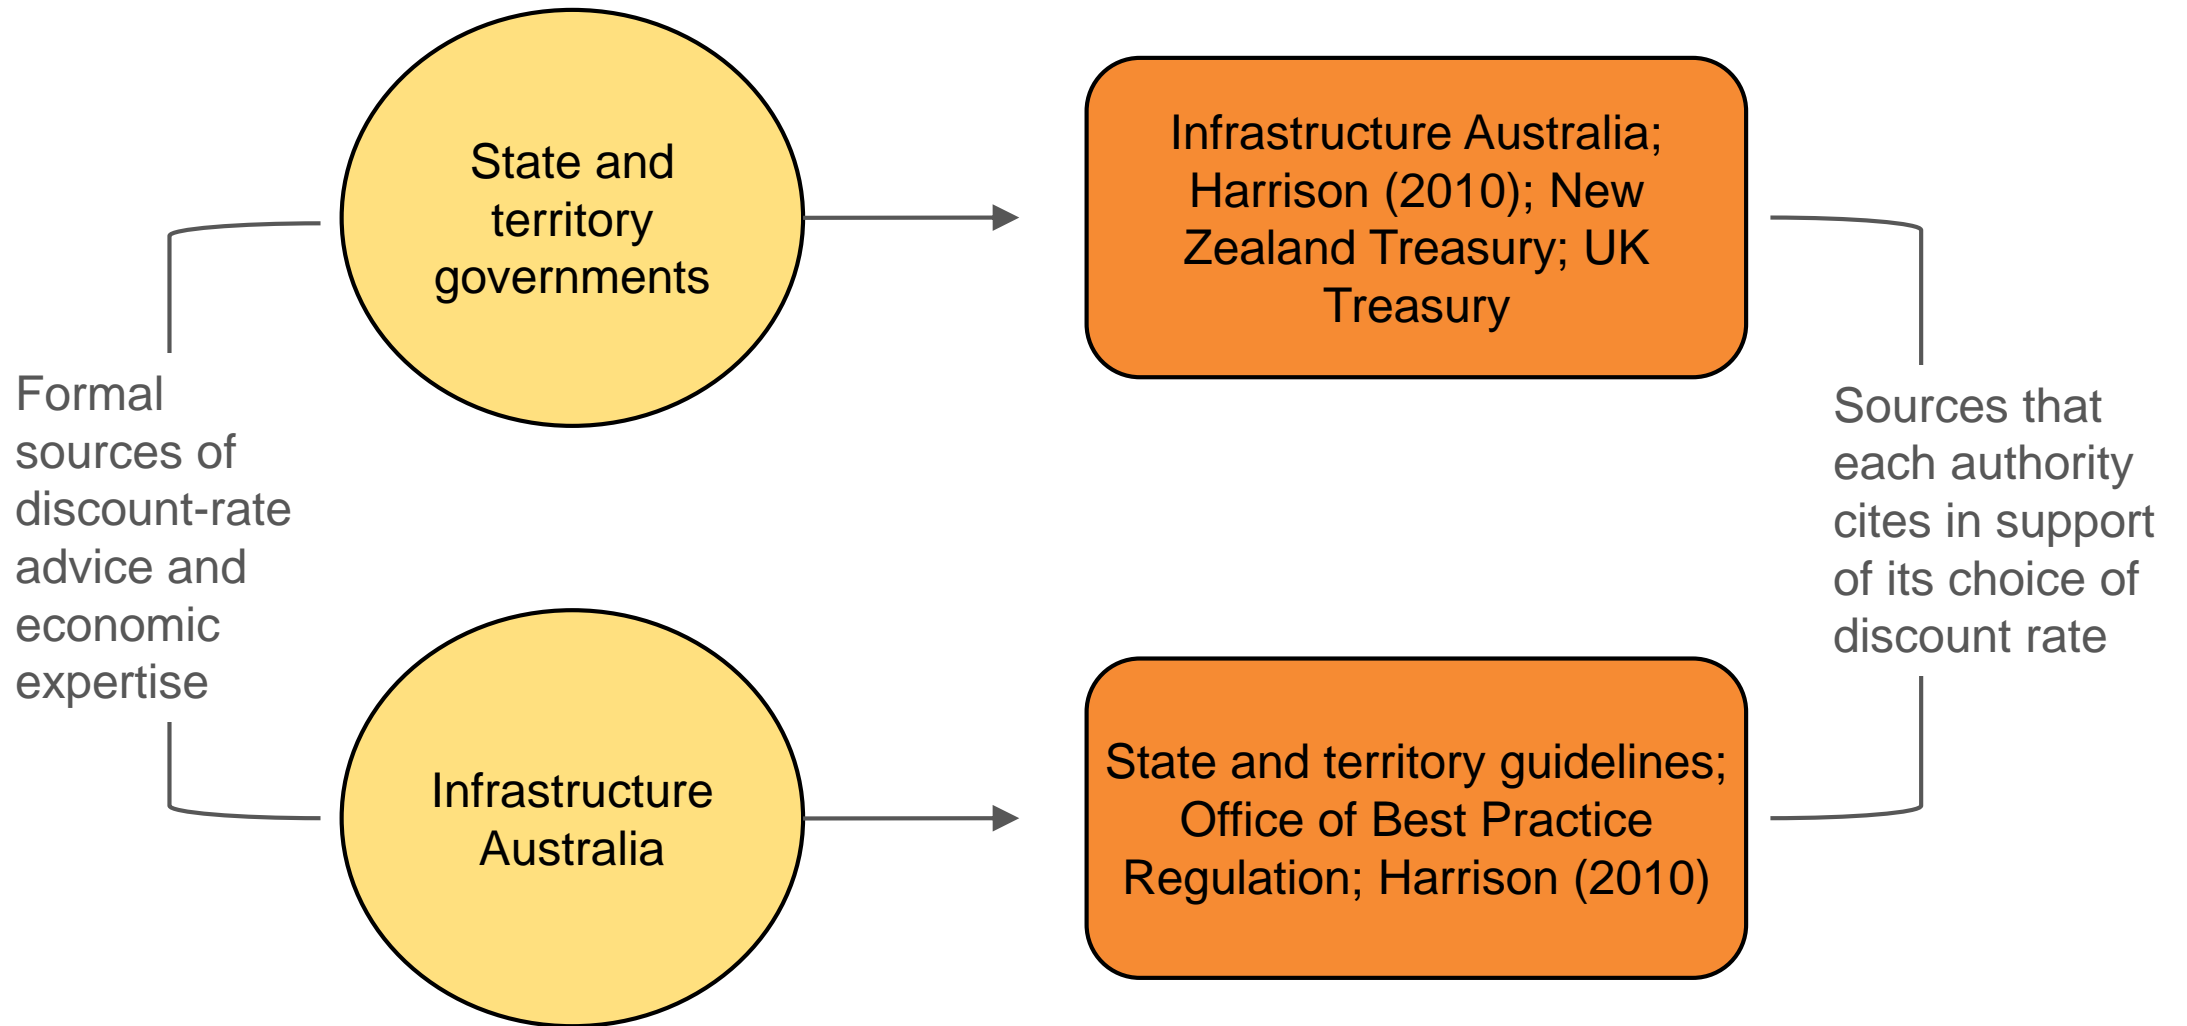 State and
territory
governments
Infrastructure Australia;
Harrison (2010); New
Zealand Treasury; UK
Treasury
Formal
sources of
discount-rate
advice and
economic
expertise
Sources that
each authority
cites in support
of its choice of
discount rate
Infrastructure
Australia
State and territory guidelines;
Office of Best Practice
Regulation; Harrison (2010)